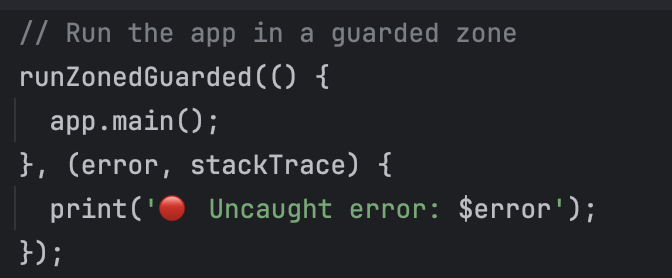 // Run the app in a guarded zone
runZonedGuarded(() {
  app.main();
}, (error, stackTrace) {
  print('🔴 Uncaught error: $error');
});